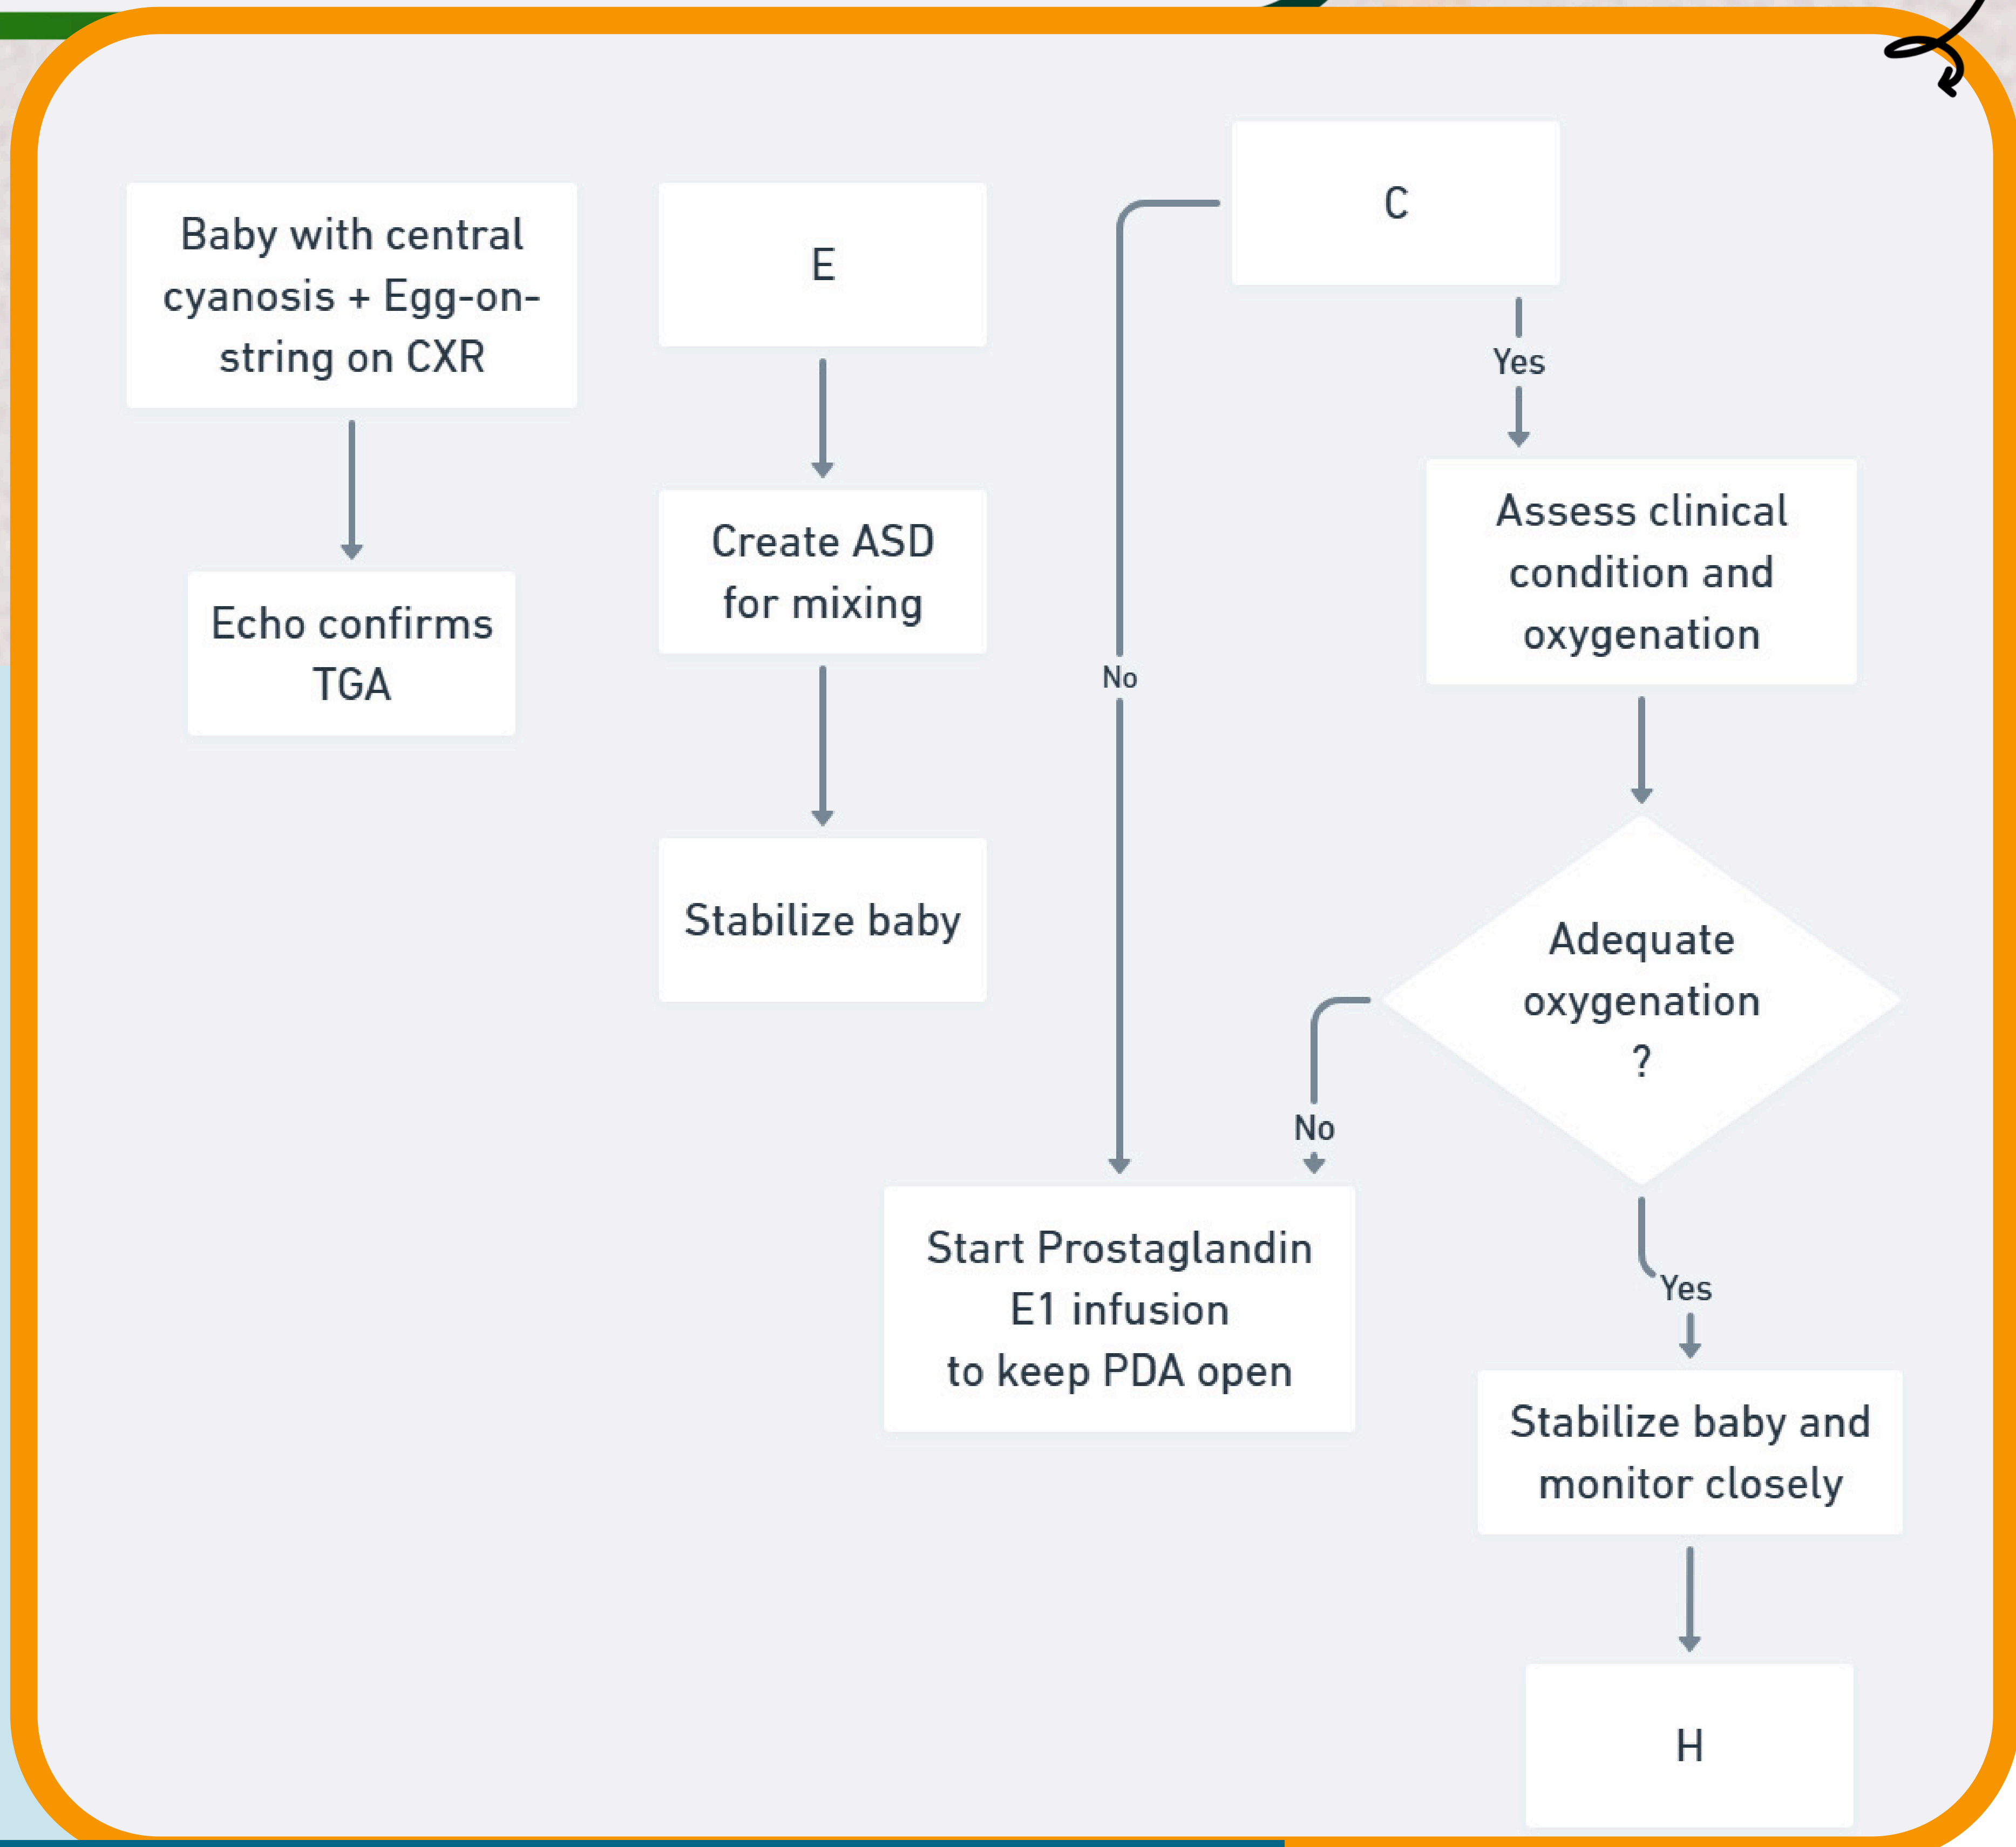 Baby with central
cyanosis + Egg-on-
string on CXR
Echo confirms
TGA
E
Create ASD
for mixing
Stabilize baby
C
No
Yes
Assess clinical
condition and
oxygenation
Adequate
oxygenation
?
No
Yes
Start Prostaglandin
E1 infusion
to keep PDA open
Stabilize baby and
monitor closely
H